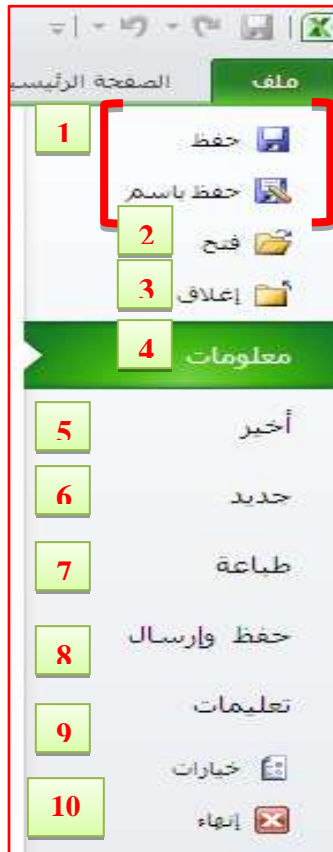 ملف الصفحة الرئيس
1 حفظ
حفظ باسم
2 فتح
3 إغلاق
4 معلومات
5 أخير
6 جديد
7 طباعة
8 حفظ وإرسال
تعليمات
9 خيارات
10 إنهاء